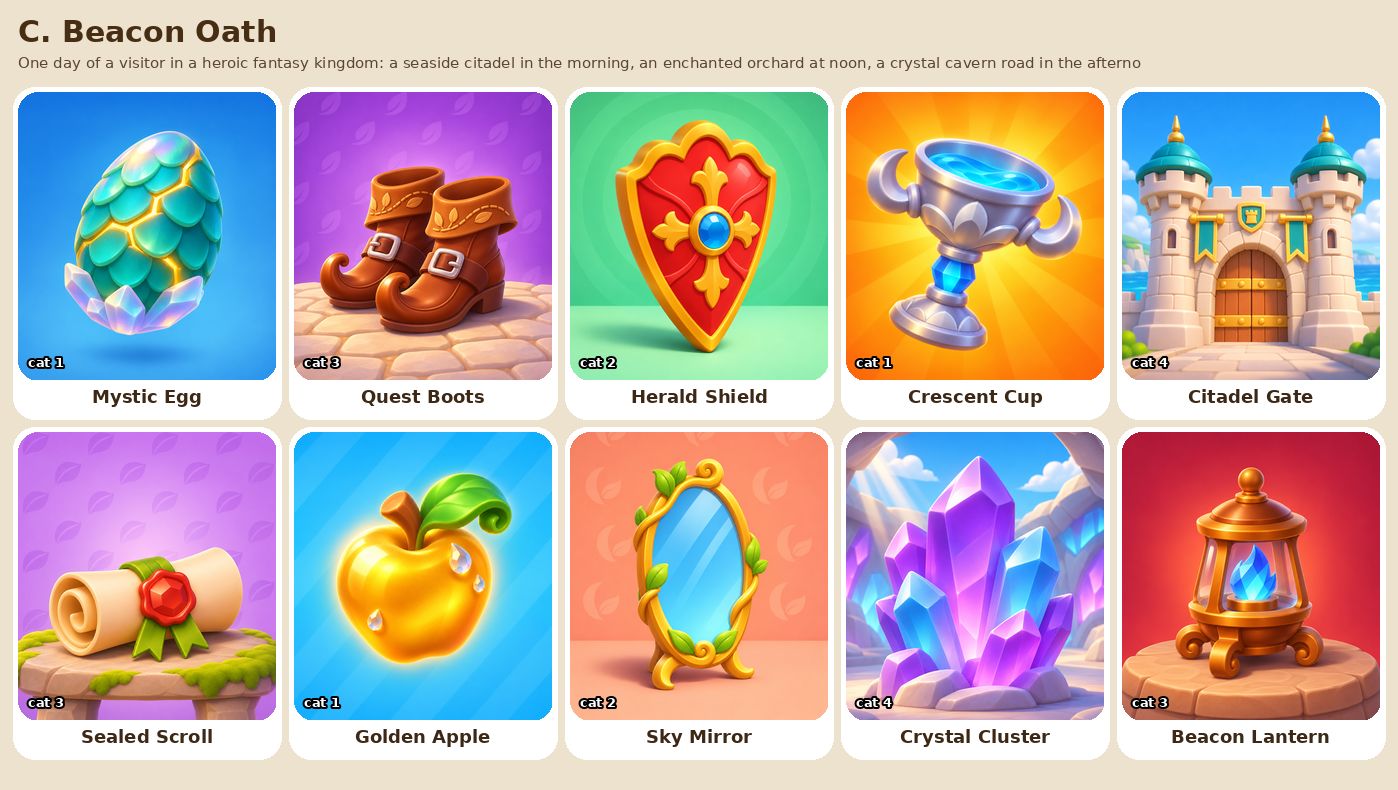 C. Beacon Oath
One day of a visitor in a heroic fantasy kingdom: a seaside citadel in the morning, an enchanted orchard at noon, a crystal cavern road in the afterno
cat 1
cat 3
cat 2
cat 1
cat 4
Mystic Egg
Quest Boots
Herald Shield
Crescent Cup
Citadel Gate
cat 3
cat 1
cat 2
cat 4
cat 3
Sealed Scroll
Golden Apple
Sky Mirror
Crystal Cluster
Beacon Lantern